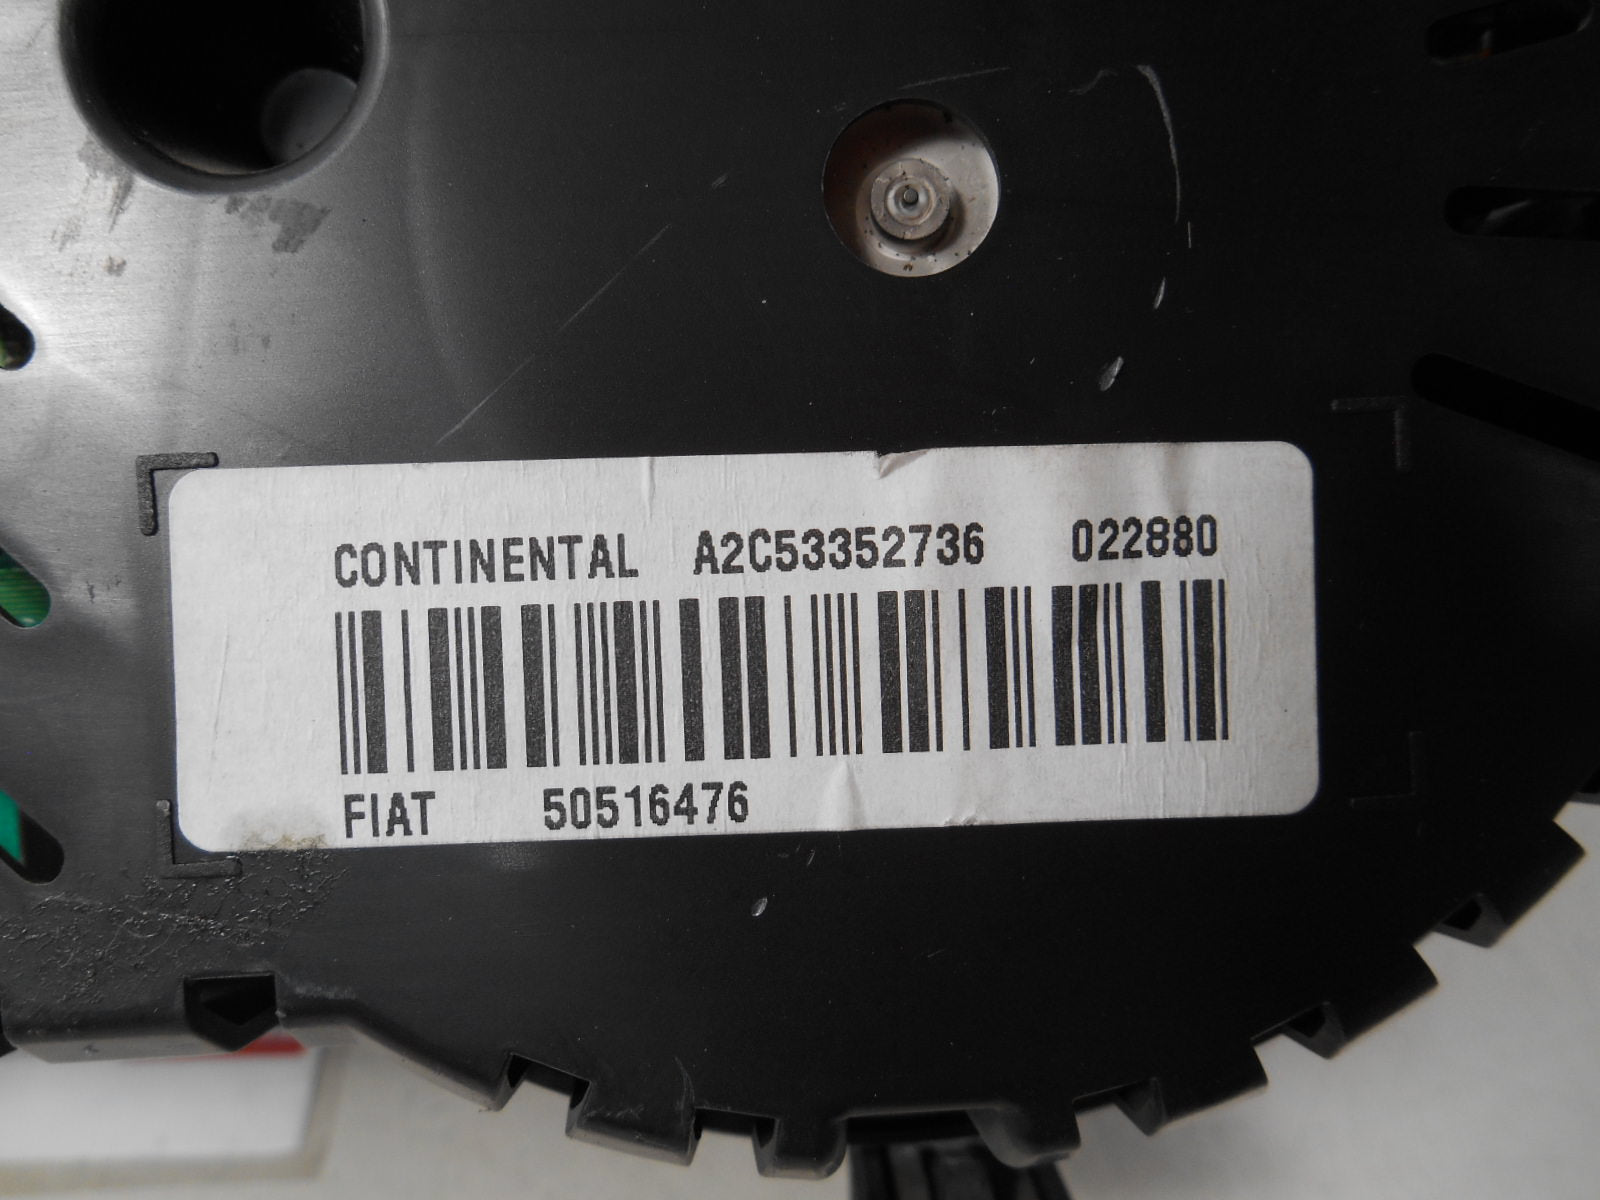 CONTINENTAL A2C53352736 022880
FIAT 50516476